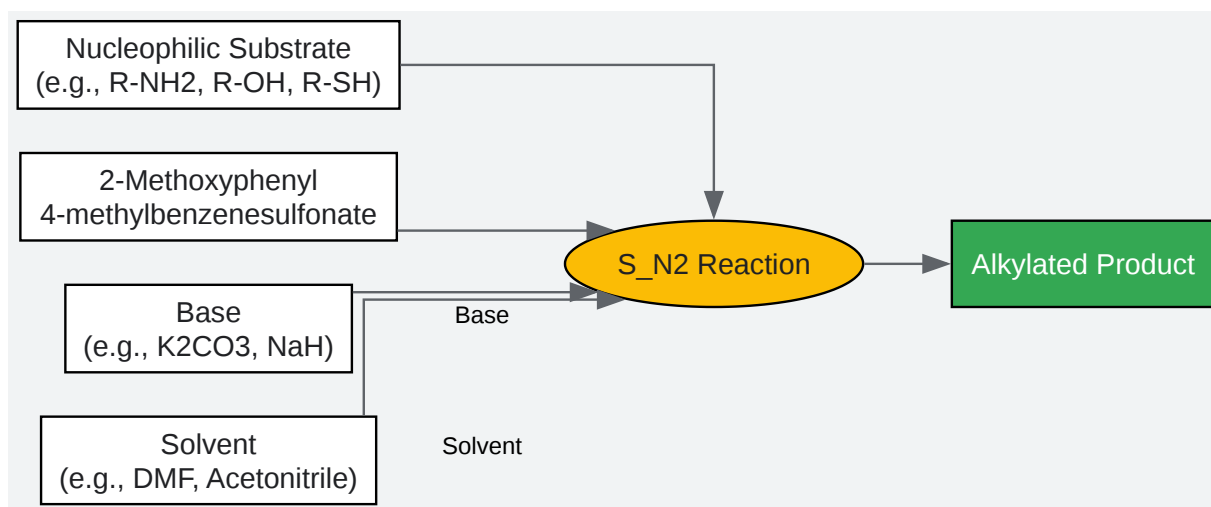 Nucleophilic Substrate
(e.g., R-NH2, R-OH, R-SH)
2-Methoxyphenyl
4-methylbenzenesulfonate
S_N2 Reaction
Alkylated Product
Base
(e.g., K2CO3, NaH)
Base
Solvent
(e.g., DMF, Acetonitrile)
Solvent